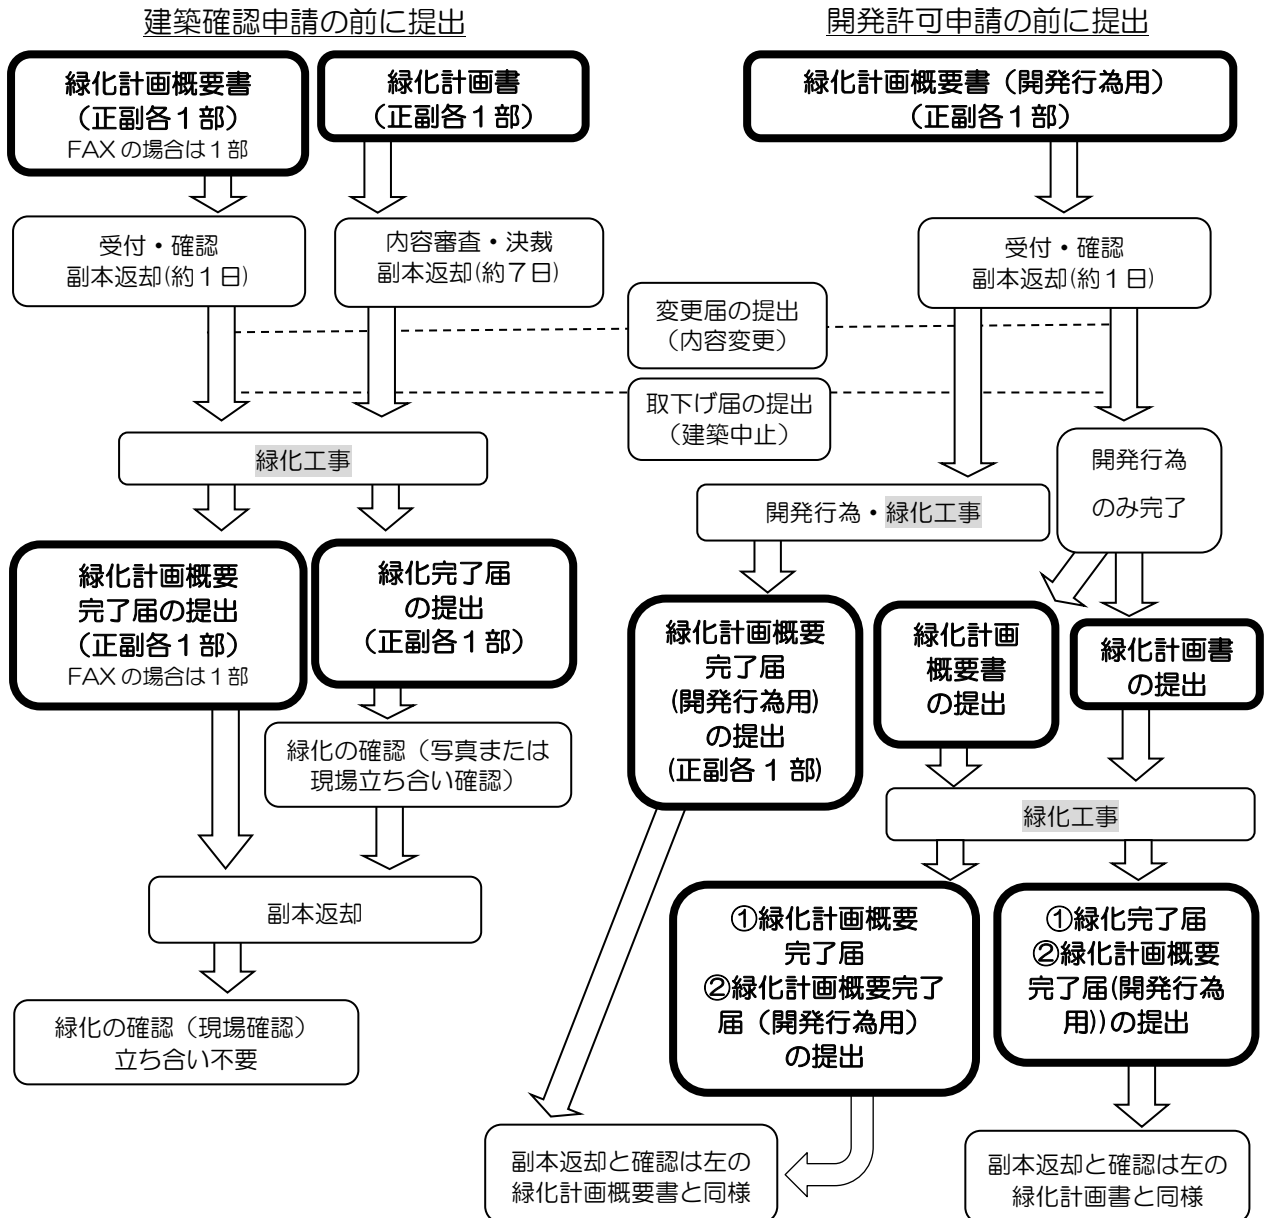 建築確認申請の前に提出
開発許可申請の前に提出
緑化計画概要書
（正副各１部）
FAX の場合は１部
緑化計画書
（正副各１部）
緑化計画概要書（開発行為用）
（正副各１部）
受付・確認
副本返却(約１日)
内容審査・決裁
副本返却(約７日)
受付・確認
副本返却(約１日)
変更届の提出
（内容変更）
取下げ届の提出
（建築中止）
緑化工事
開発行為
のみ完了
開発行為・緑化工事
緑化計画概要
完了届の提出
（正副各１部）
FAX の場合は１部
緑化完了届
の提出
（正副各１部）
緑化計画概要
完了届
(開発行為用)
の提出
(正副各 1 部)
緑化計画
概要書
の提出
緑化計画書
の提出
緑化の確認（写真または
現場立ち合い確認）
緑化工事
副本返却
①緑化計画概要
完了届
②緑化計画概要完了
届（開発行為用）
の提出
①緑化完了届
②緑化計画概要
完了届(開発行為
用))の提出
緑化の確認（現場確認）
立ち合い不要
副本返却と確認は左の
緑化計画概要書と同様
副本返却と確認は左の
緑化計画書と同様